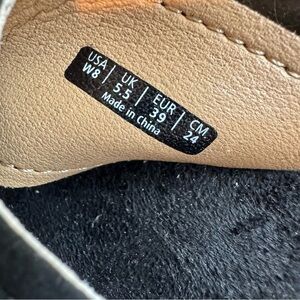 USA | UK | EUR | CM
W8 | 5.5 | 39 | 24
Made in China